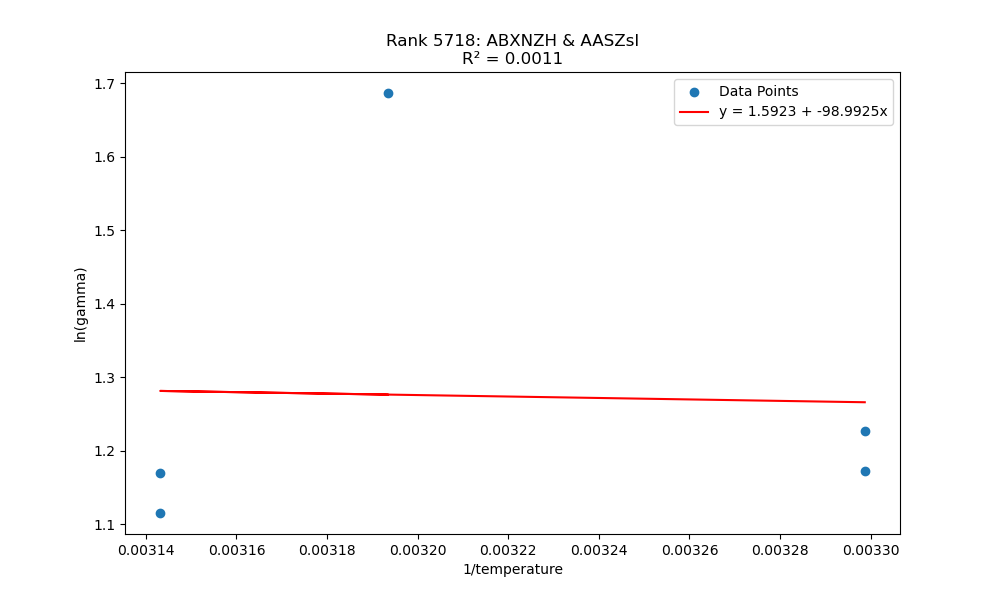 Rank 5718: ABXNZH & AASZsI
R² = 0.0011
Data Points
y = 1.5923 + -98.9925x
ln(gamma)
1.7
1.6
1.5
1.4
1.3
1.2
1.1
0.00314 0.00316 0.00318 0.00320 0.00322 0.00324 0.00326 0.00328 0.00330
1/temperature